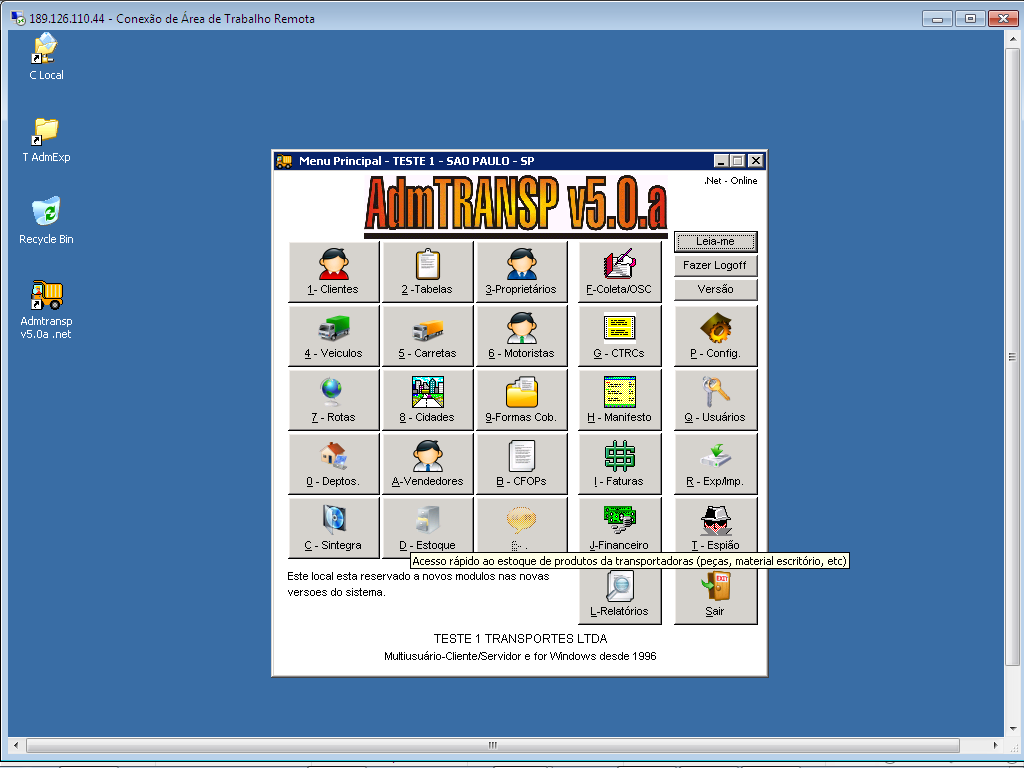 189.126.110.44 - Conexão de Área de Trabalho Remota
C Local
T AdmExp
Recycle Bin
Admtransp
v5.0a .net
Menu Principal - TESTE 1 - SAO PAULO - SP
.Net - Online
AdmTRANSP v5.0.a
Leia-me
Fazer Logoff
Versão
1- Clientes
2 -Tabelas
3-Proprietários
F-Coleta/OSC
4 - Veiculos
5 - Carretas
6 - Motoristas
G - CTRCs
P - Config.
7 - Rotas
8 - Cidades
9-Formas Cob.
H - Manifesto
Q - Usuários
0 - Deptos.
A-Vendedores
B - CFOPs
I - Faturas
R - Exp/Imp.
C - Sintegra
D - Estoque
J-Financeiro
T - Espião
Acesso rápido ao estoque de produtos da transportadoras (peças, material escritório, etc)
Este local esta reservado a novos modulos nas novas
versoes do sistema.
L-Relatórios
EXIT
Sair
TESTE 1 TRANSPORTES LTDA
Multiusuário-Cliente/Servidor e for Windows desde 1996